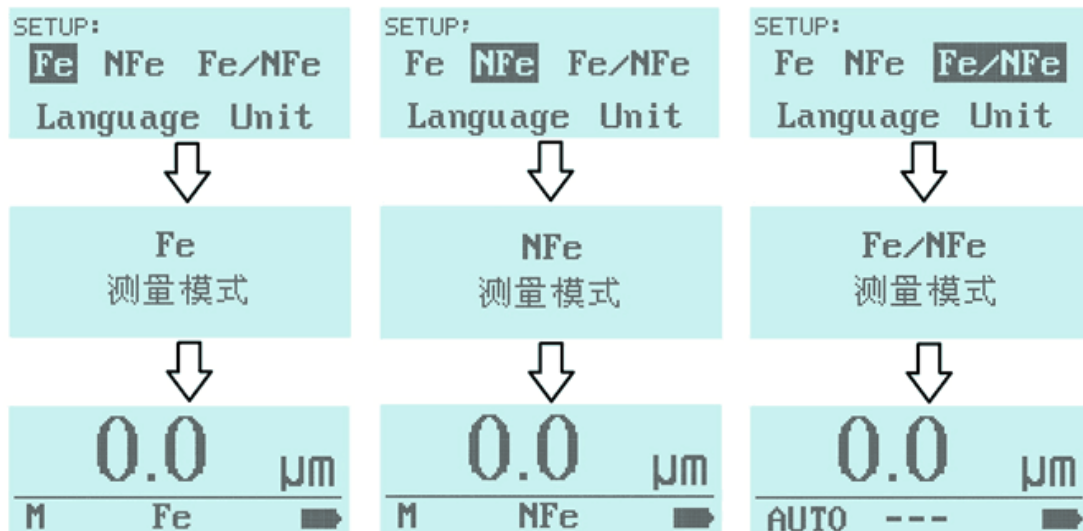 SETUP:
Fe NFe Fe/NFe
Language Unit
Fe
测量模式
0.0 µm
M Fe
SETUP:
Fe NFe Fe/NFe
Language Unit
NFe
测量模式
0.0 µm
M NFe
SETUP:
Fe NFe Fe/NFe
Language Unit
Fe/NFe
测量模式
0.0 µm
AUTO ---